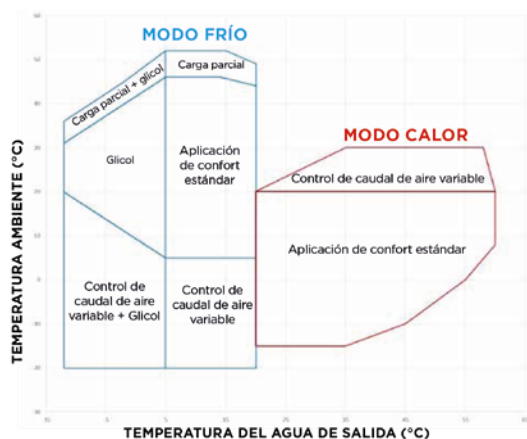 MODO FRÍO
Carga parcial + glicol
Carga parcial
Glicol
Aplicación
de confort
estándar
Control de
caudal de aire
variable + Glicol
Control de
caudal de aire
variable
MODO CALOR
Control de caudal de aire variable
Aplicación de confort estándar
TEMPERATURA AMBIENTE (°C)
TEMPERATURA DEL AGUA DE SALIDA (°C)